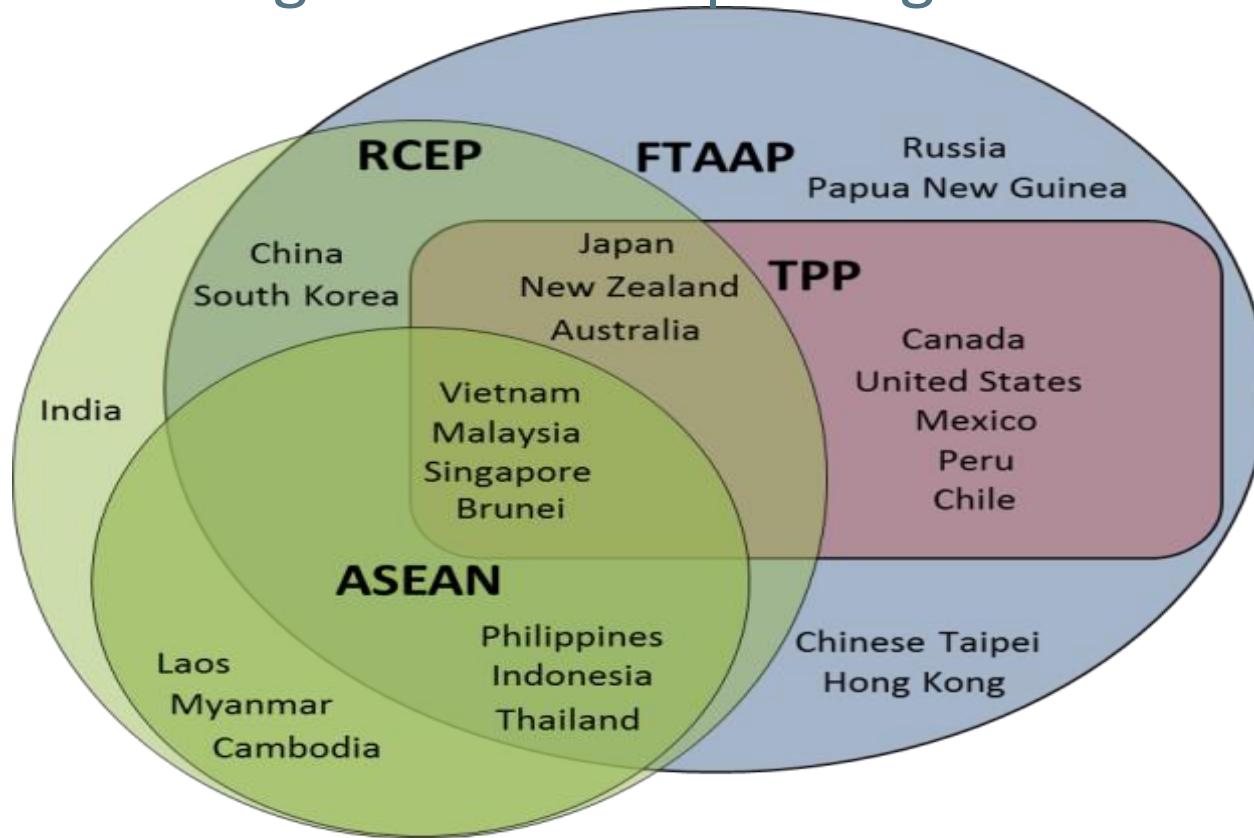 RCEP
FTAAP
Russia
Papua New Guinea
China
South Korea
Japan
New Zealand
Australia
TPP
Canada
United States
Mexico
Peru
Chile
India
Vietnam
Malaysia
Singapore
Brunei
ASEAN
Philippines
Indonesia
Thailand
Laos
Myanmar
Cambodia
Chinese Taipei
Hong Kong